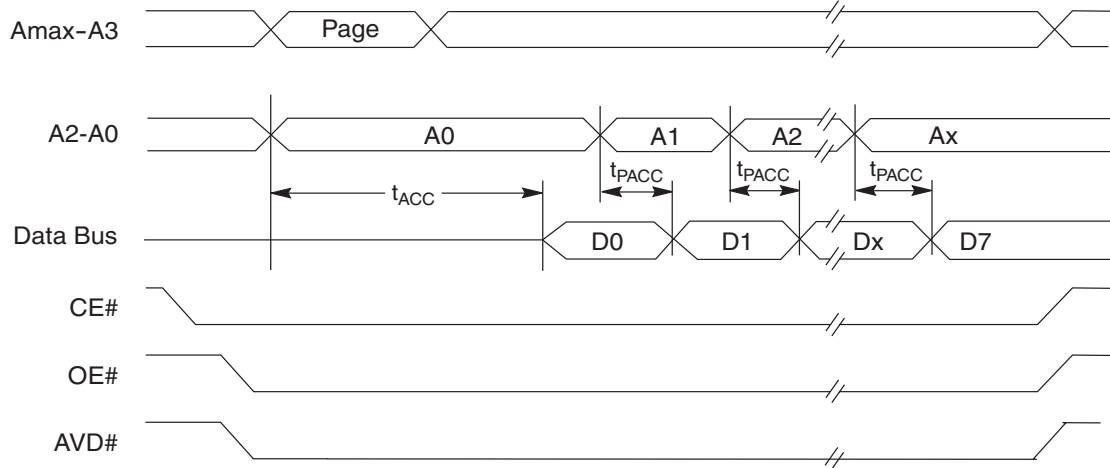 Amax-A3 Page
A2-A0 A0 A1 A2 Ax
tACC tPACC tPACC tPACC
Data Bus D0 D1 Dx D7
CE#
OE#
AVD#